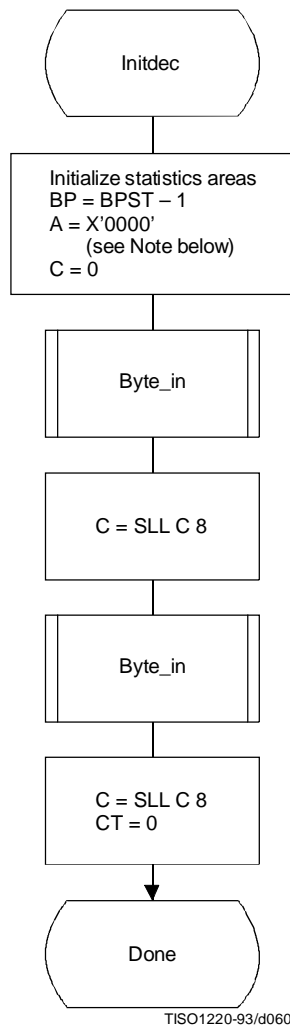 Initdec
Initialize statistics areas
BP = BPST – 1
A = X'0000'
(see Note below)
C = 0
Byte_in
C = SLL C 8
Byte_in
C = SLL C 8
CT = 0
Done
TISO1220-93/d060